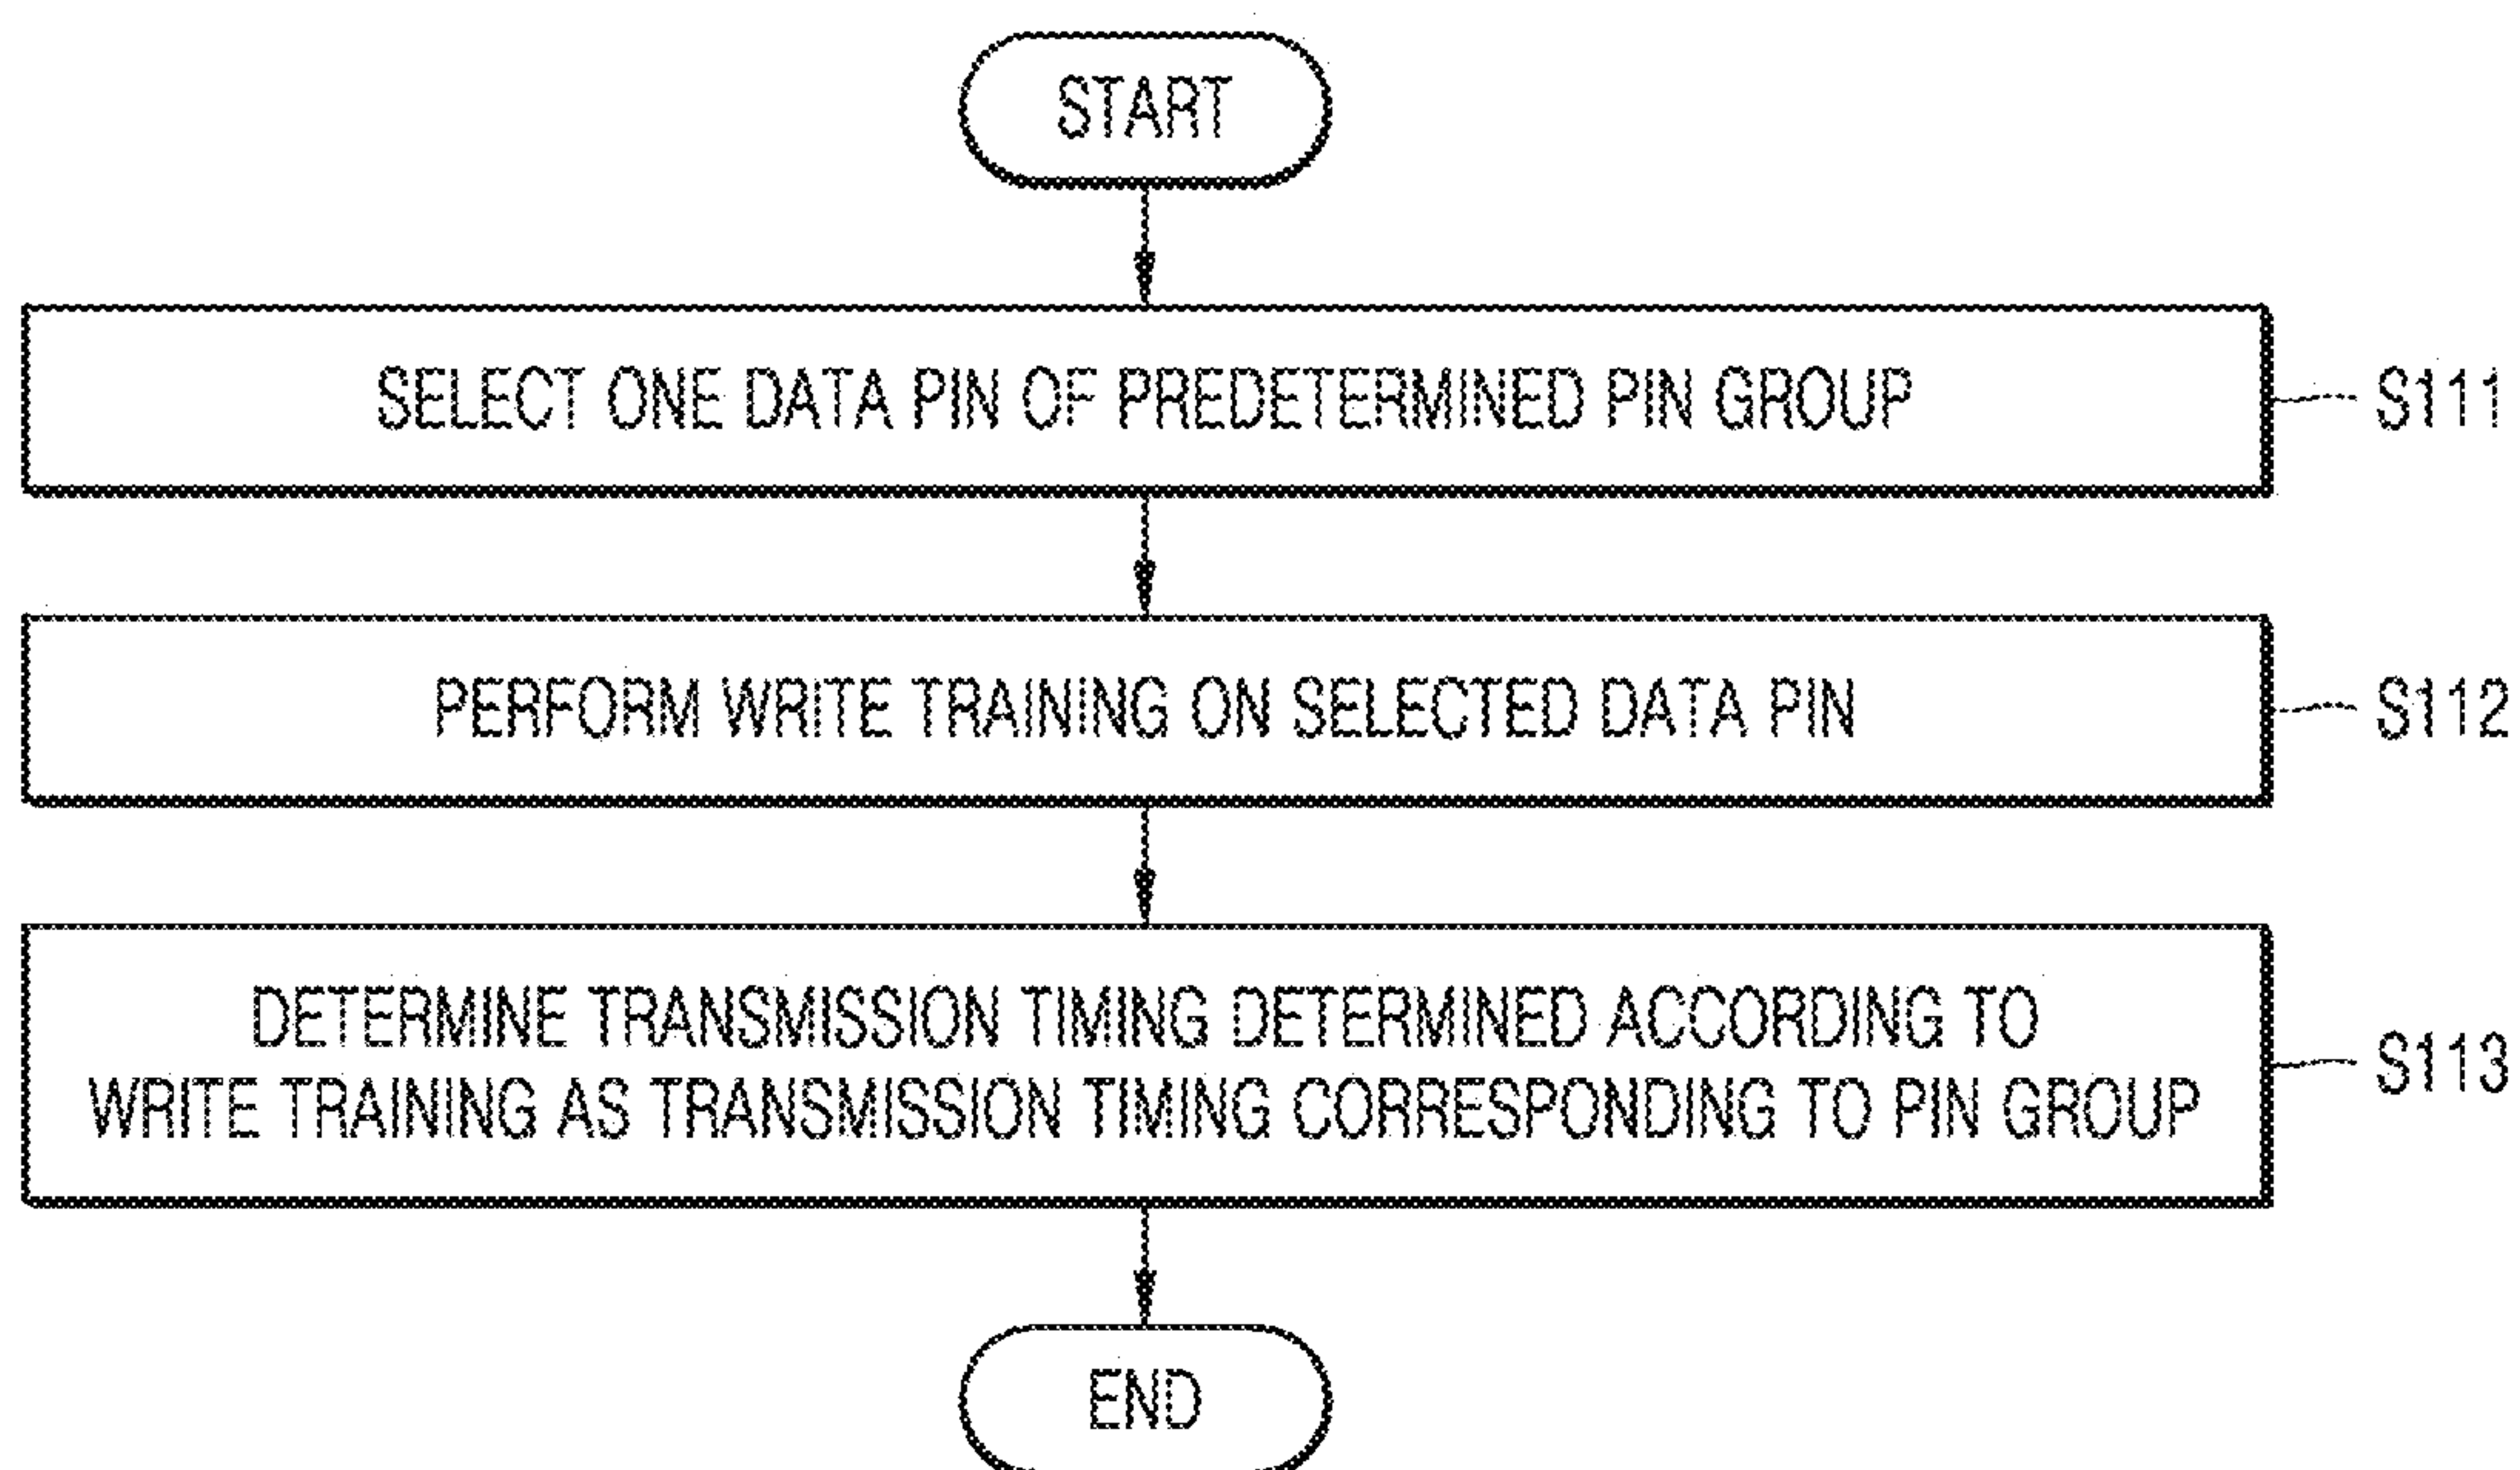 START
SELECT ONE DATA PIN OF PREDETERMINED PIN GROUP
S111
PERFORM WRITE TRAINING ON SELECTED DATA PIN
S112
DETERMINE TRANSMISSION TIMING DETERMINED ACCORDING TO
WRITE TRAINING AS TRANSMISSION TIMING CORRESPONDING TO PIN GROUP
S113
END